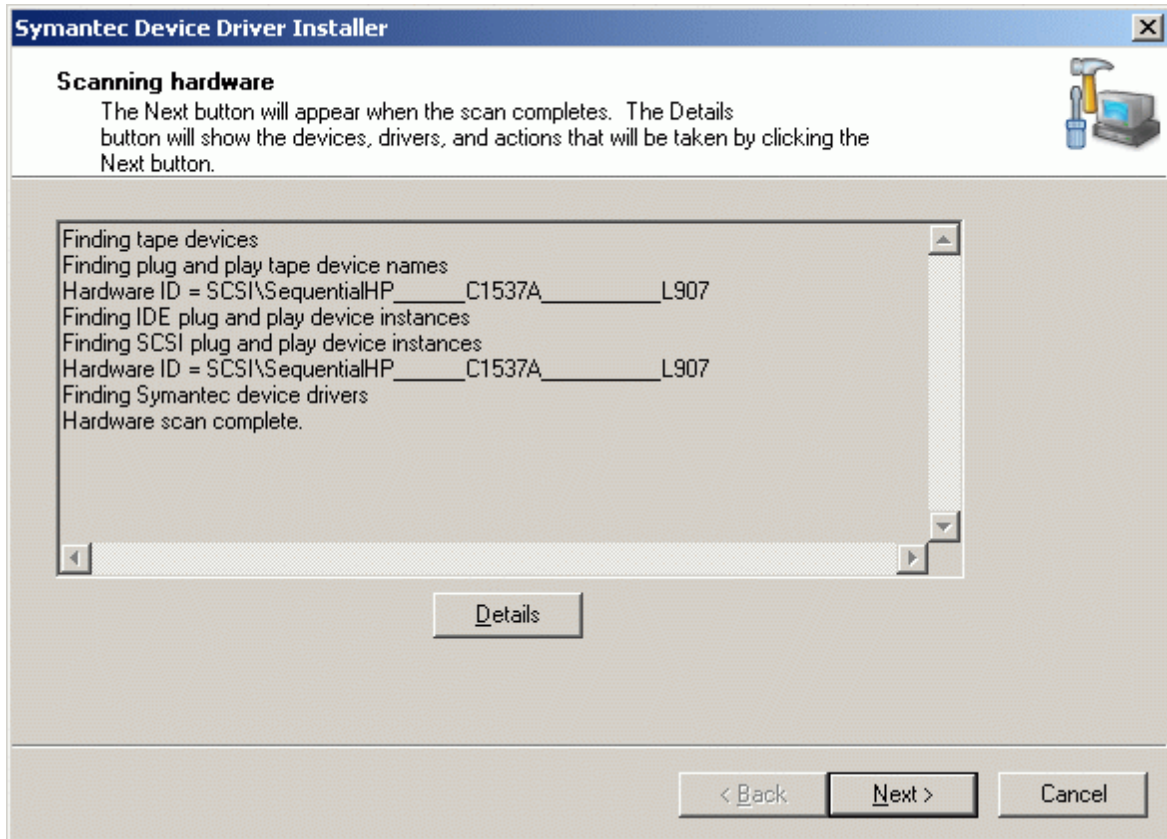 Symantec Device Driver Installer
Scanning hardware
The Next button will appear when the scan completes.  The Details
button will show the devices, drivers, and actions that will be taken by clicking the
Next button.
Finding tape devices
Finding plug and play tape device names
Hardware ID = SCSI\SequentialHP______C1537A__________L907
Finding IDE plug and play device instances
Finding SCSI plug and play device instances
Hardware ID = SCSI\SequentialHP______C1537A__________L907
Finding Symantec device drivers
Hardware scan complete.
Details
< Back
Next >
Cancel